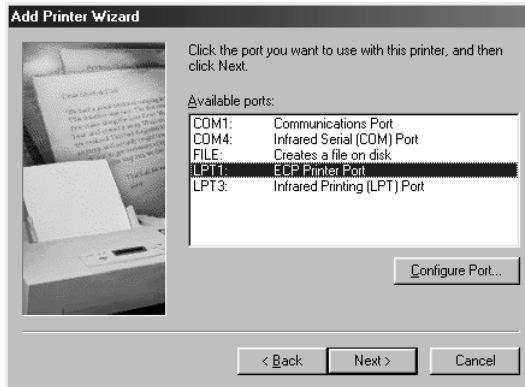 Add Printer Wizard
Click the port you want to use with this printer, and then
click Next.
Available ports:
COM1: Communications Port
COM4: Infrared Serial (COM) Port
FILE: Creates a file on disk
LPT1: ECP Printer Port
LPT3: Infrared Printing (LPT) Port
Configure Port...
< Back Next > Cancel